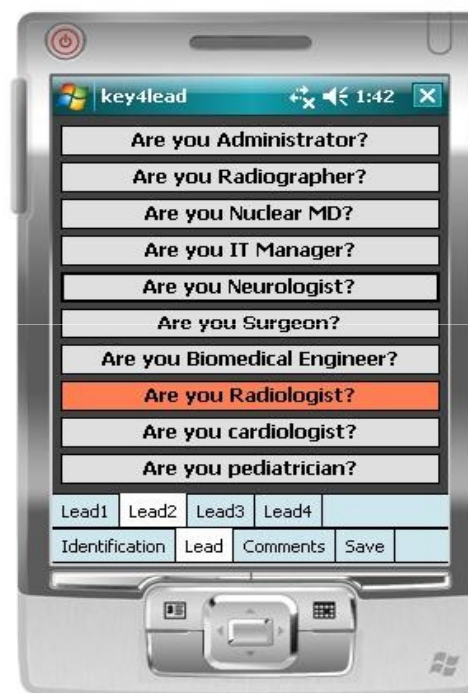 key4lead 1:42
Are you Administrator?
Are you Radiographer?
Are you Nuclear MD?
Are you IT Manager?
Are you Neurologist?
Are you Surgeon?
Are you Biomedical Engineer?
Are you Radiologist?
Are you cardiologist?
Are you pediatrician?
Lead1 Lead2 Lead3 Lead4
Identification Lead Comments Save